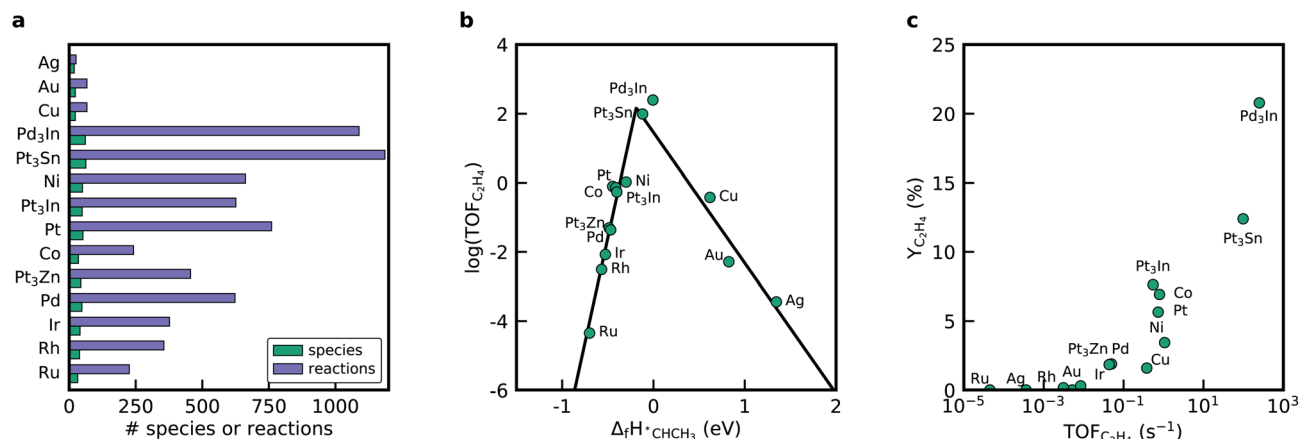 a
Ag
Au
Cu
Pd₃In
Pt₃Sn
Ni
Pt₃In
Pt
Co
Pt₃Zn
Pd
Ir
Rh
Ru
species
reactions
0 250 500 750 1000
# species or reactions
b
log(TOF_C₂H₄)
4
2
0
-2
-4
-6
Pd₃In
Pt₃Sn
Pt
Ni
Co
Pt₃In
Cu
Pt₃Zn
Pd
Ir
Au
Rh
Ag
Ru
-1 0 1 2
Δ_fH*CHCH₃ (eV)
c
Y_C₂H₄ (%)
25
20
15
10
5
0
Pd₃In
Pt₃Sn
Pt₃In
Co
Pt
Ni
Pt₃Zn Pd
Cu
Ru Ag Rh Au Ir
10⁻⁵ 10⁻³ 10⁻¹ 10¹ 10³
TOF_C₂H₄ (s⁻¹)